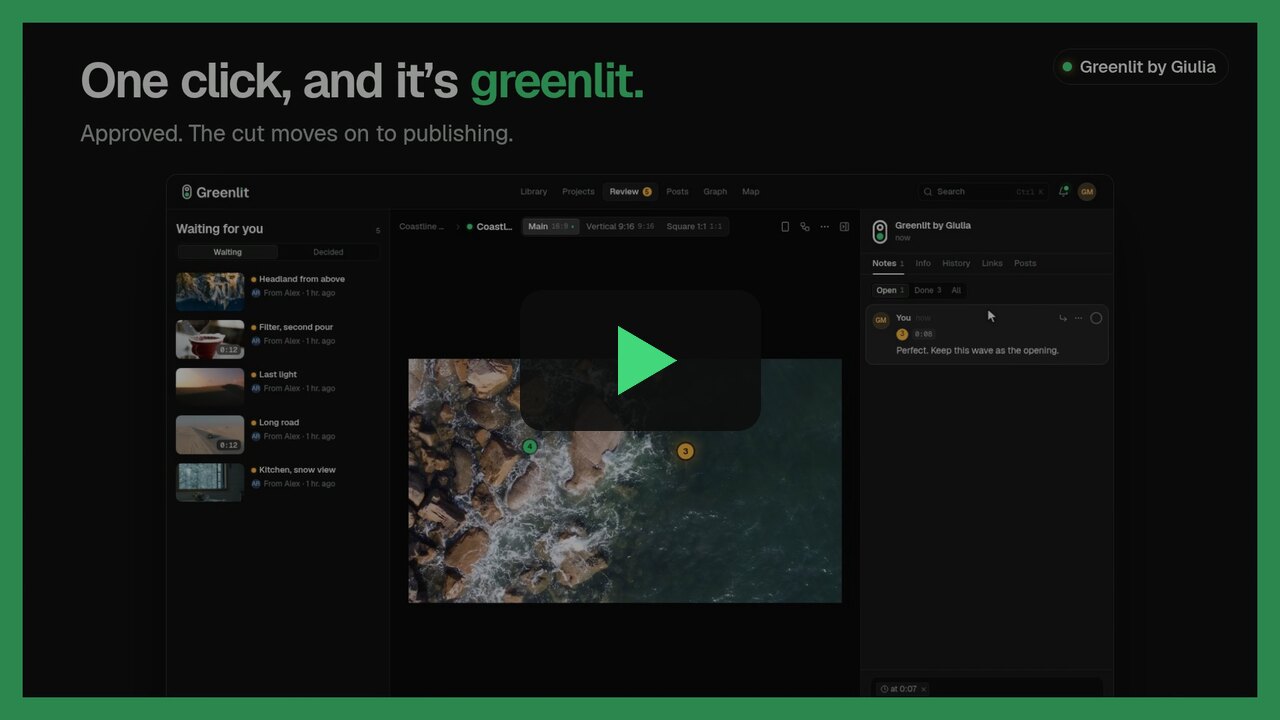 One click, and it's greenlit.
Greenlit by Giulia
Approved. The cut moves on to publishing.
Greenlit
Library Projects Review 5 Posts Graph Map
Search Ctrl K
GM
Waiting for you 5
Waiting Decided
Headland from above
AR From Alex · 1 hr. ago
Filter, second pour
AR From Alex · 1 hr. ago
0:12
Last light
AR From Alex · 1 hr. ago
Long road
AR From Alex · 1 hr. ago
0:12
Kitchen, snow view
AR From Alex · 1 hr. ago
Coastline ... › Coastl...
Main 16:9 Vertical 9:16 9:16 Square 1:1 1:1
4
3
Greenlit by Giulia
now
Notes 1 Info History Links Posts
Open 1 Done 3 All
GM You now
3 0:08
Perfect. Keep this wave as the opening.
at 0:07 ×